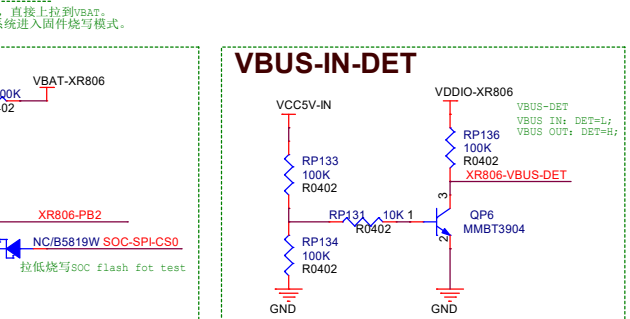 ，直接上拉到VBAT。
系统进入固件烧写模式。
VBAT-XR806
00K
02
XR806-PB2
NC/B5819W SOC-SPI-CS0
拉低烧写SOC flash fot test
VBUS-IN-DET
VCC5V-IN
VDDIO-XR806
VBUS-DET
VBUS IN: DET=L;
VBUS OUT: DET=H;
RP136
100K
R0402
RP133
100K
R0402
XR806-VBUS-DET
3
RP131
10K
1
R0402
QP6
MMBT3904
2
RP134
100K
R0402
GND
GND